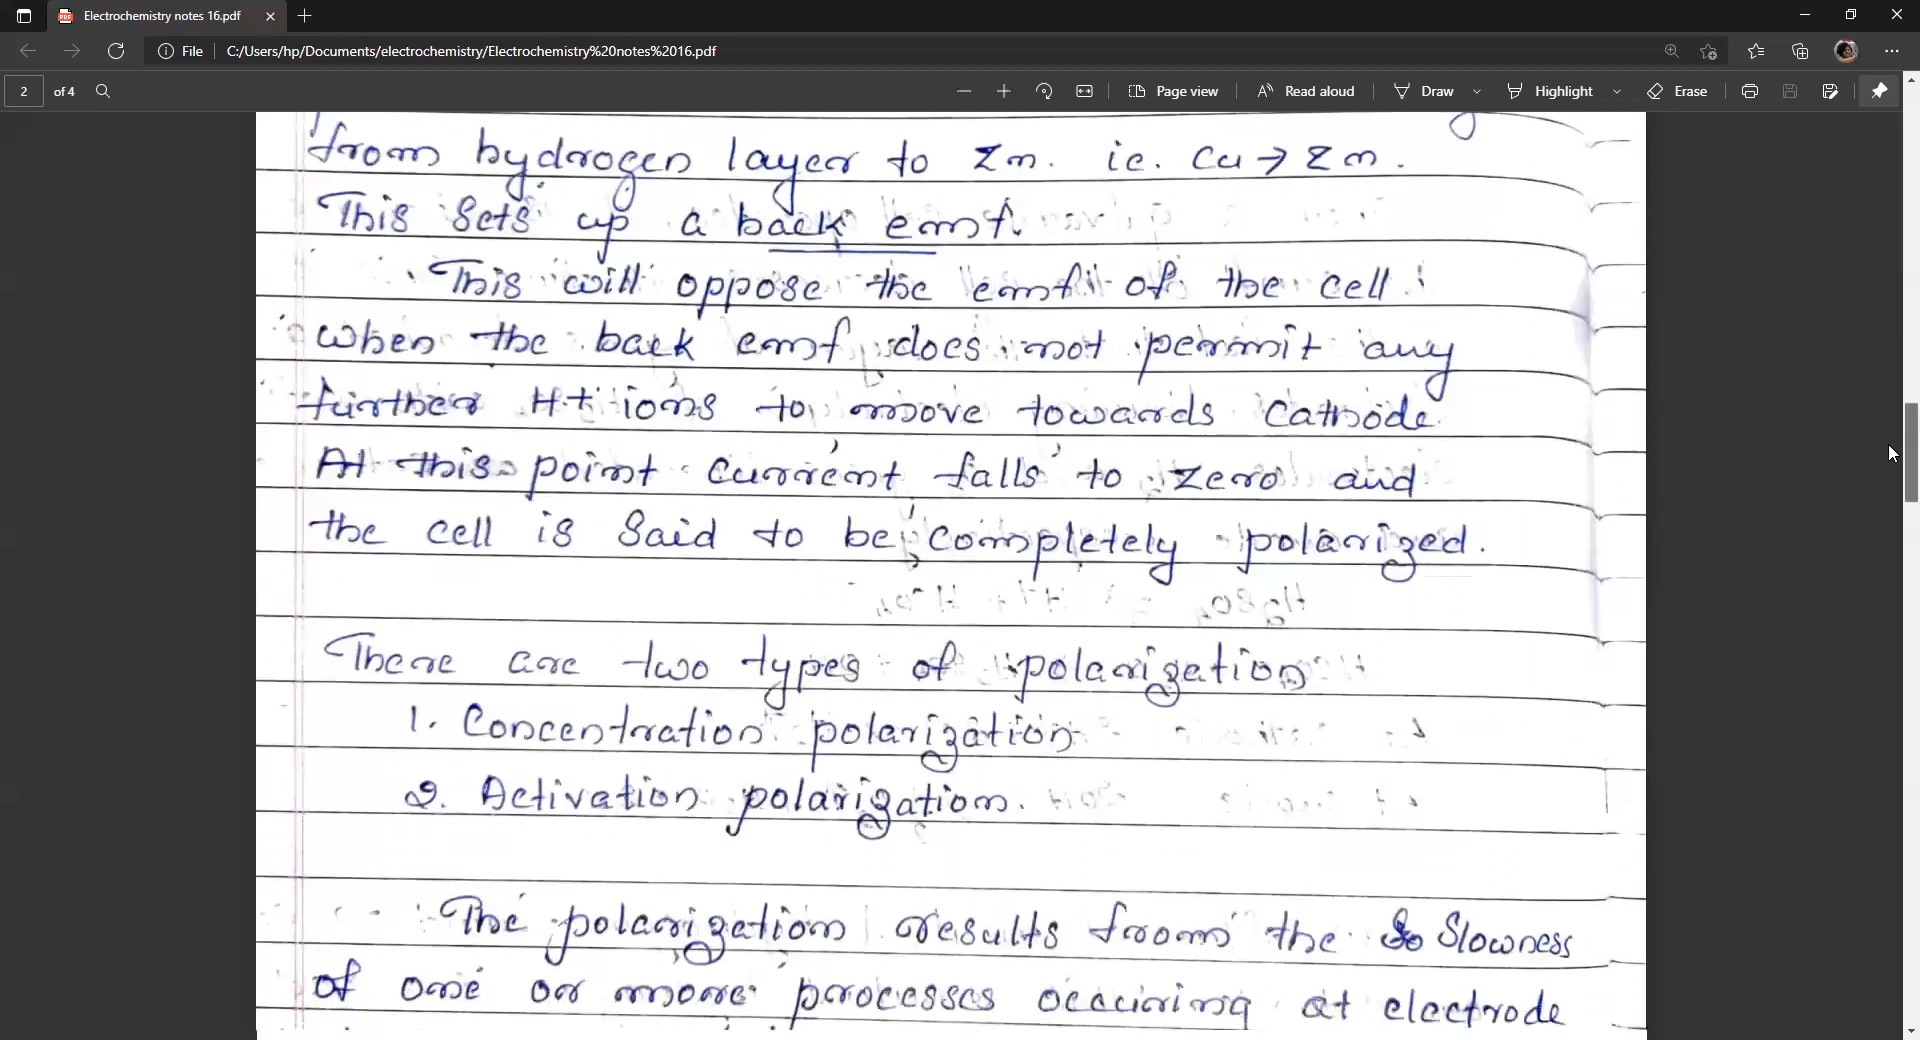 Electrochemistry notes 16.pdf
File C:/Users/hp/Documents/electrochemistry/Electrochemistry%20notes%2016.pdf
2 of 4 Page view Read aloud Draw Highlight Erase
from hydrogen layer to Zn. ie. Cu → Zn.
This sets up a back emf.
This will oppose the emf of the cell
when the back emf does not permit any
further H+ ions to move towards Cathode.
At this point current falls to zero and
the cell is said to be completely polarized.
There are two types of polarization
1. Concentration polarization
2. Activation polarization.
The polarization results from the So Slowness
of one or more processes occuring at electrode